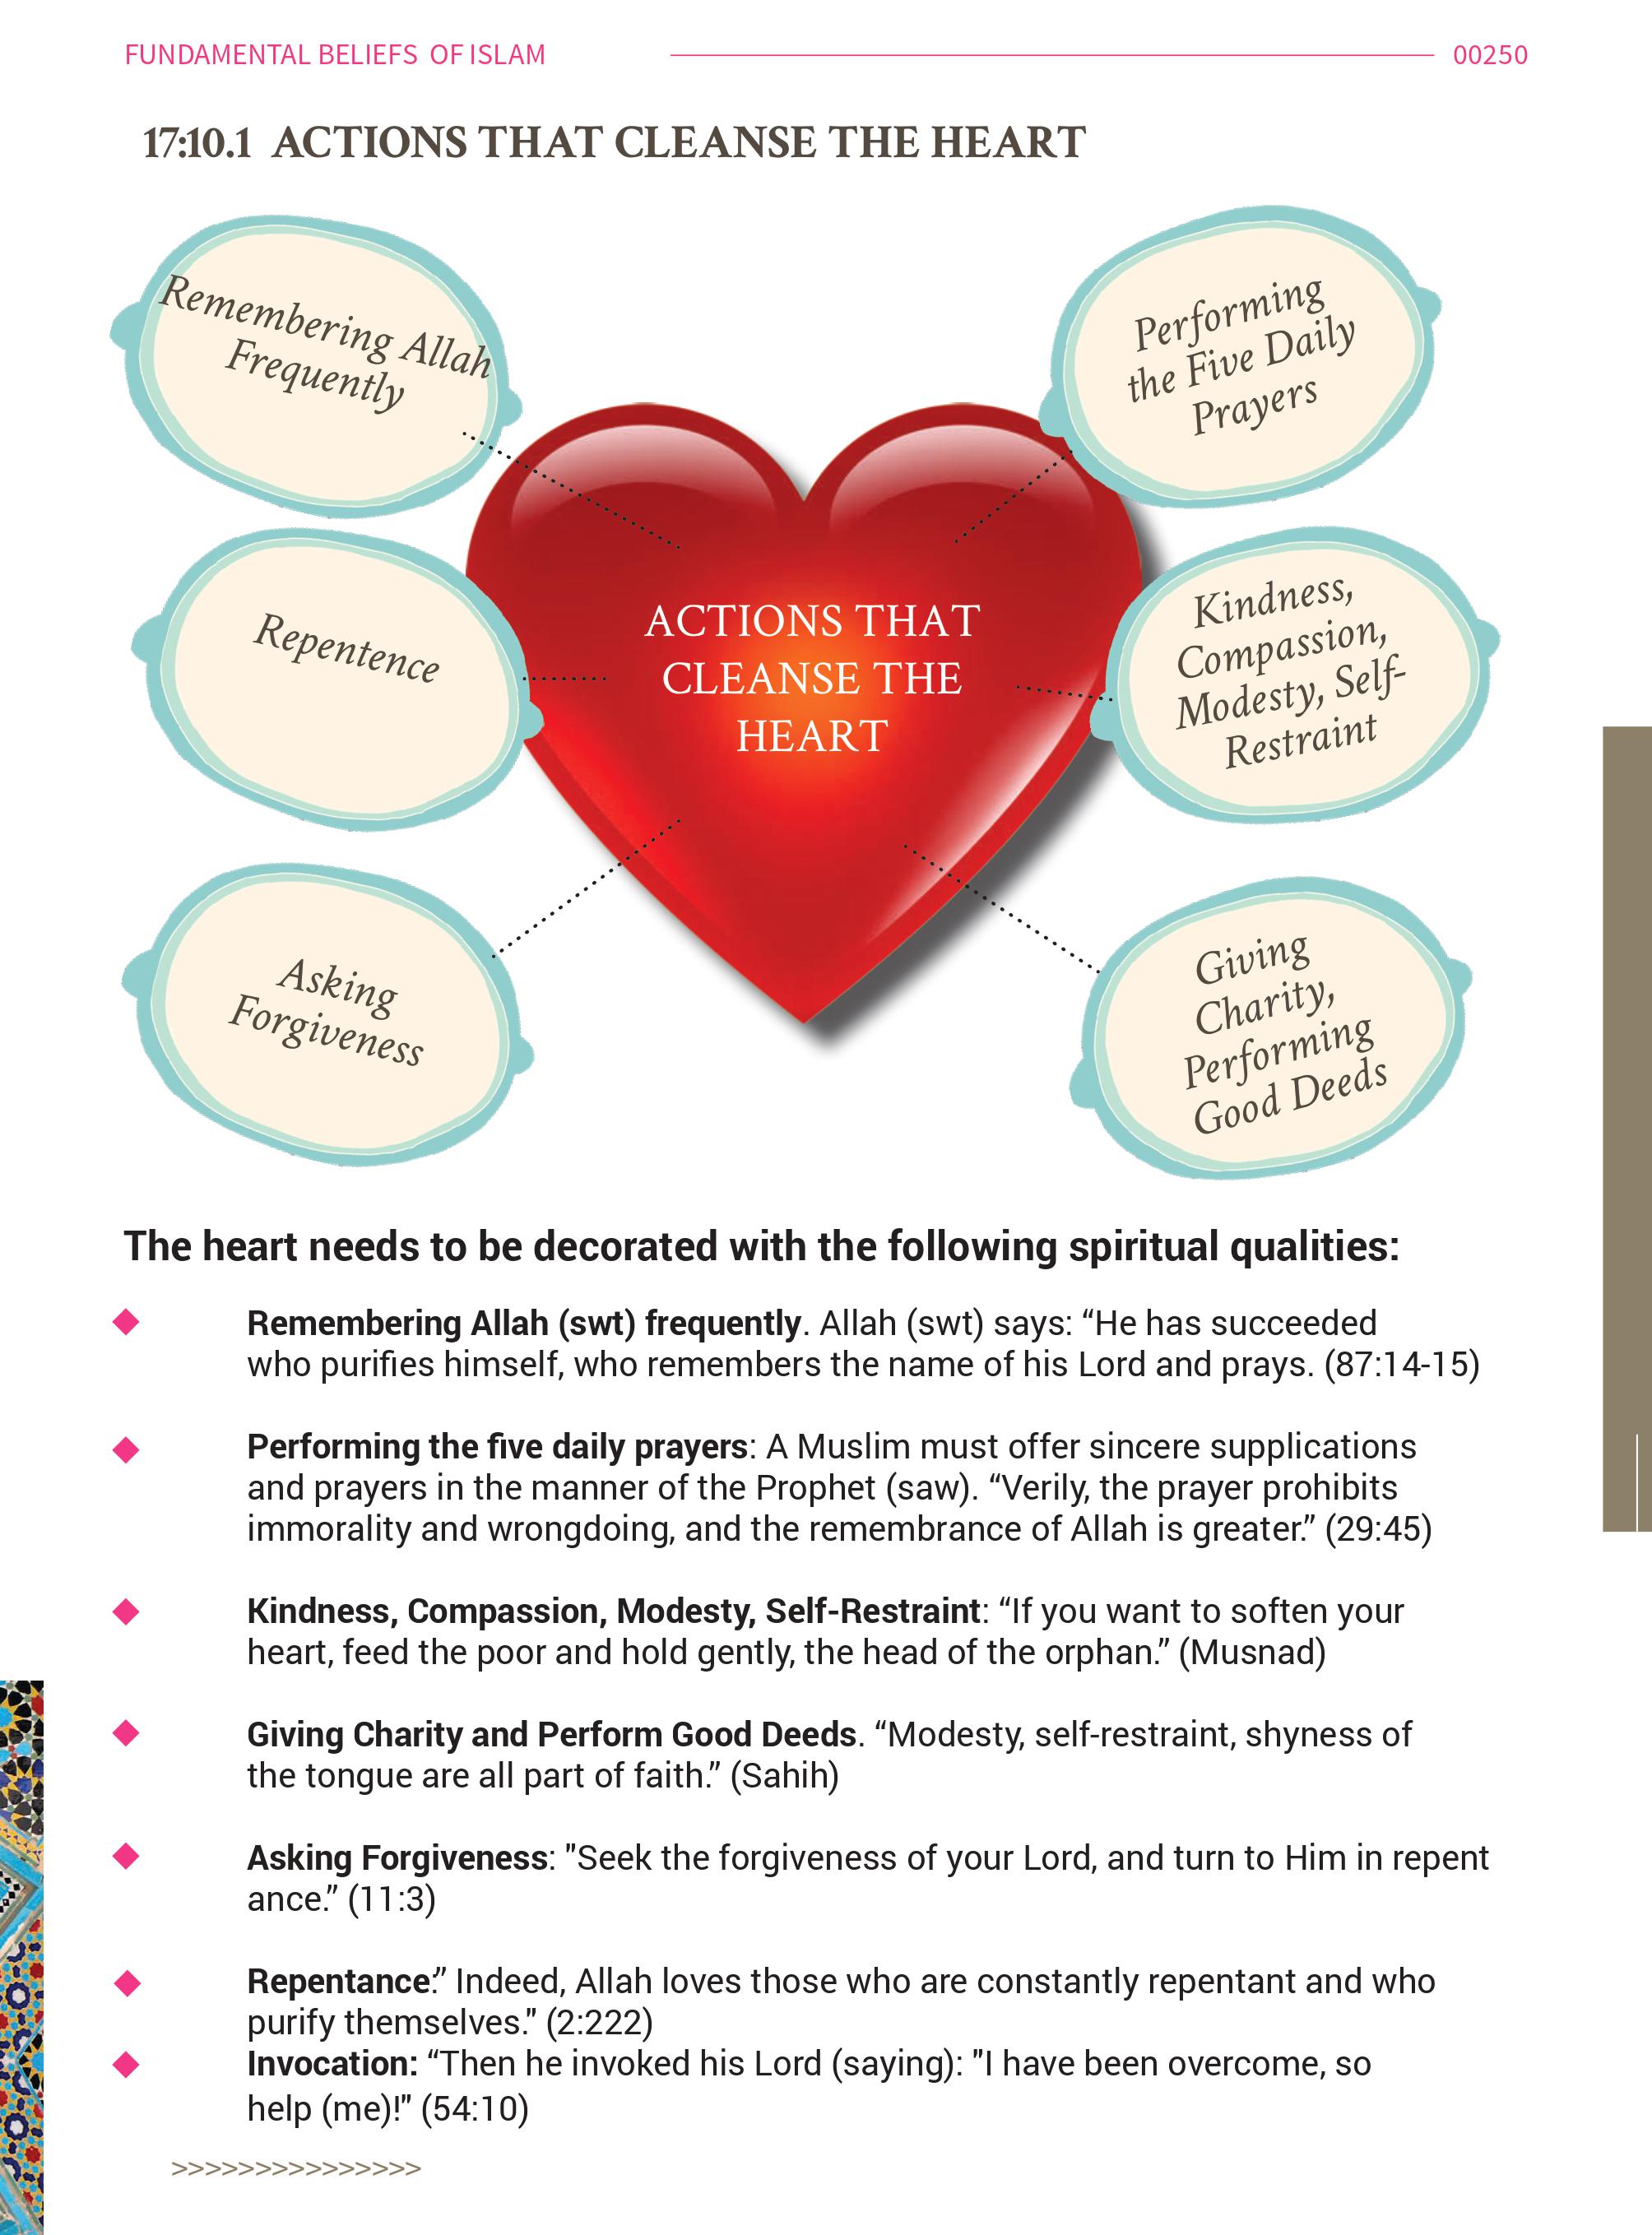 FUNDAMENTAL BELIEFS OF ISLAM
00250
17:10.1 ACTIONS THAT CLEANSE THE HEART
Remembering Allah
Frequently
Performing
the Five Daily
Prayers
Repentence
ACTIONS THAT
CLEANSE THE
HEART
Kindness,
Compassion,
Modesty, Self-
Restraint
Asking
Forgiveness
Giving
Charity,
Performing
Good Deeds
The heart needs to be decorated with the following spiritual qualities:
Remembering Allah (swt) frequently. Allah (swt) says: “He has succeeded
who purifies himself, who remembers the name of his Lord and prays. (87:14-15)
Performing the five daily prayers: A Muslim must offer sincere supplications
and prayers in the manner of the Prophet (saw). “Verily, the prayer prohibits
immorality and wrongdoing, and the remembrance of Allah is greater.” (29:45)
Kindness, Compassion, Modesty, Self-Restraint: “If you want to soften your
heart, feed the poor and hold gently, the head of the orphan.” (Musnad)
Giving Charity and Perform Good Deeds. “Modesty, self-restraint, shyness of
the tongue are all part of faith.” (Sahih)
Asking Forgiveness: "Seek the forgiveness of your Lord, and turn to Him in repent
ance.” (11:3)
Repentance:” Indeed, Allah loves those who are constantly repentant and who
purify themselves." (2:222)
Invocation: “Then he invoked his Lord (saying): "I have been overcome, so
help (me)!" (54:10)
>>>>>>>>>>>>>>>